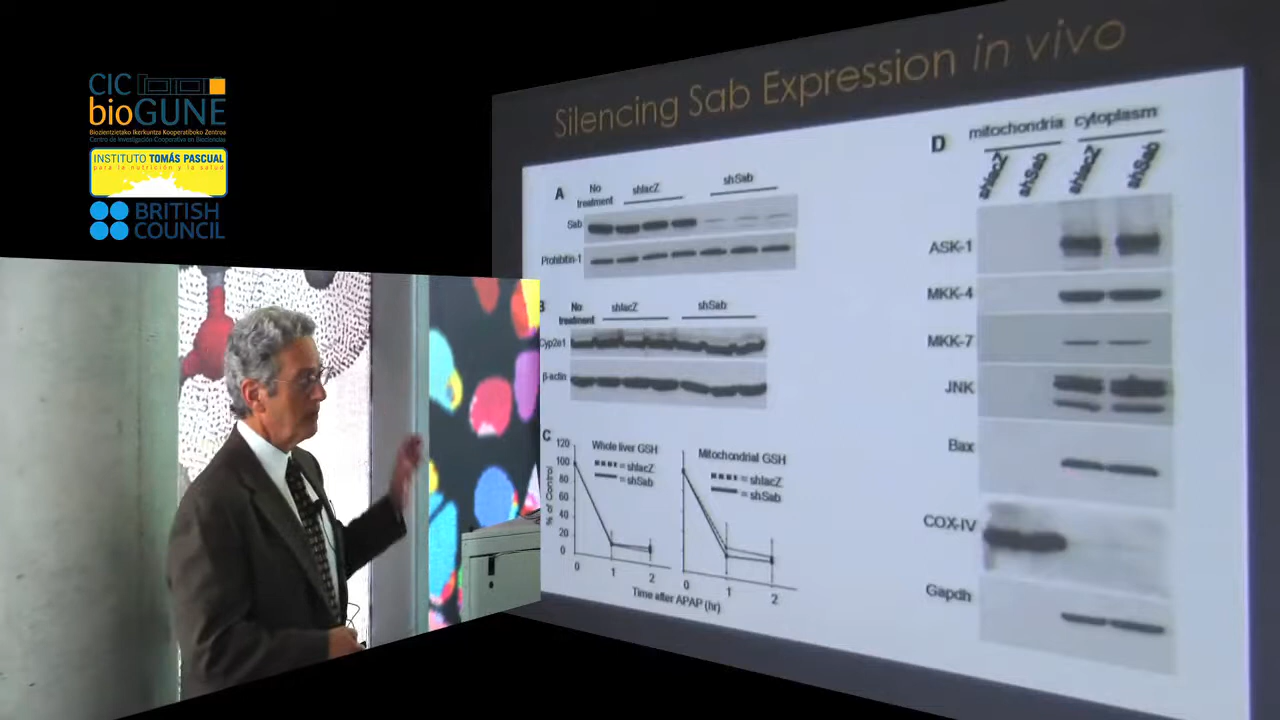 CIC
bioGUNE
Biozientzietako Ikerkuntza Kooperatiboko Zentroa
Centro de Investigación Cooperativa en Biociencias
INSTITUTO TOMÁS PASCUAL
para la nutrición y la salud
BRITISH
COUNCIL
Silencing Sab Expression in vivo
A
No
treatment
shlacZ
shSab
Sab
Prohibitin-1
B
No
treatment
shlacZ
shSab
Cyp2e1
β-actin
C
Whole liver GSH
= shlacZ
= shSab
Mitochondrial GSH
= shlacZ
= shSab
% of Control
120
100
80
60
40
20
0
0 1 2
0 1 2
Time after APAP (hr)
D
mitochondria cytoplasm
shlacZ shSab shlacZ shSab
ASK-1
MKK-4
MKK-7
JNK
Bax
COX-IV
Gapdh